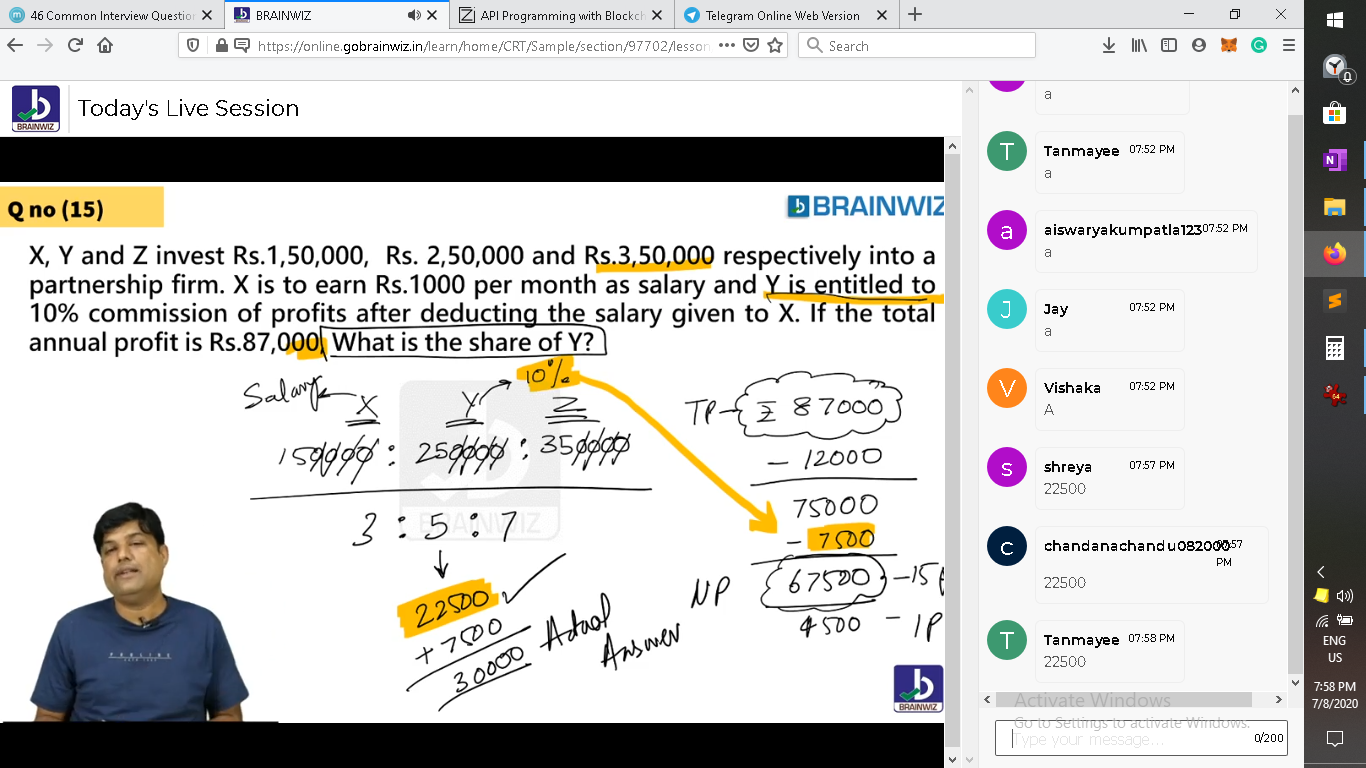 46 Common Interview Question
BRAINWIZ
API Programming with Blockch
Telegram Online Web Version
https://online.gobrainwiz.in/learn/home/CRT/Sample/section/97702/lesson
Search
BRAINWIZ
Today's Live Session
Q no (15)
BRAINWIZ
X, Y and Z invest Rs.1,50,000, Rs. 2,50,000 and Rs.3,50,000 respectively into a
partnership firm. X is to earn Rs.1000 per month as salary and Y is entitled to
10% commission of profits after deducting the salary given to X. If the total
annual profit is Rs.87,000, What is the share of Y?
Salary
10%
X Y Z
150000 : 250000 : 350000
3 : 5 : 7
22500
+ 7500
30000
Actual
Answer
TP 87000
- 12000
75000
- 7500
NP 67500 - 15
4500 - 1P
BRAINWIZ
BRAINWIZ
a
T
Tanmayee 07:52 PM
a
a
aiswaryakumpatla123 07:52 PM
a
J
Jay 07:52 PM
a
V
Vishaka 07:52 PM
A
S
shreya 07:57 PM
22500
C
chandanachandu082000 07:57
PM
22500
T
Tanmayee 07:58 PM
22500
Activate Windows
Go to Settings to activate Windows.
Type your message... 0/200
64
ENG
US
7:58 PM
7/8/2020